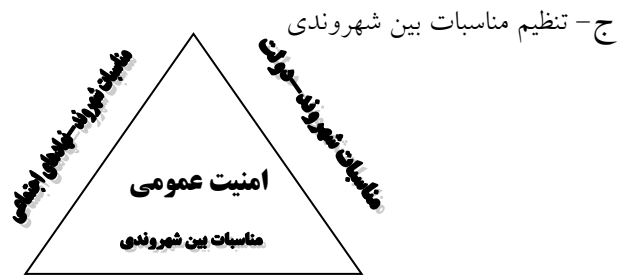 ج- تنظیم مناسبات بین شهروندی
مناسبات شهروند-دولت
مناسبات شهروند-نهادهای اجتماعی
امنیت عمومی
مناسبات بین شهروندی